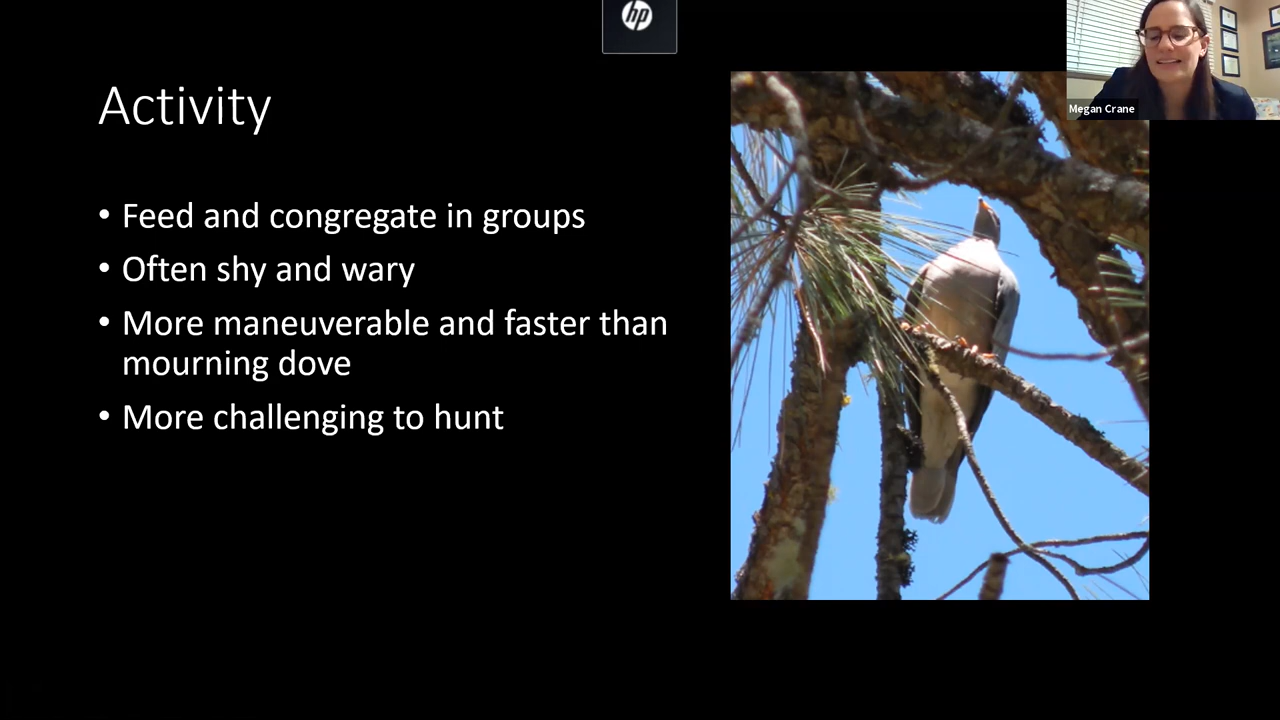 hp
Megan Crane
Activity
• Feed and congregate in groups
• Often shy and wary
• More maneuverable and faster than
mourning dove
• More challenging to hunt